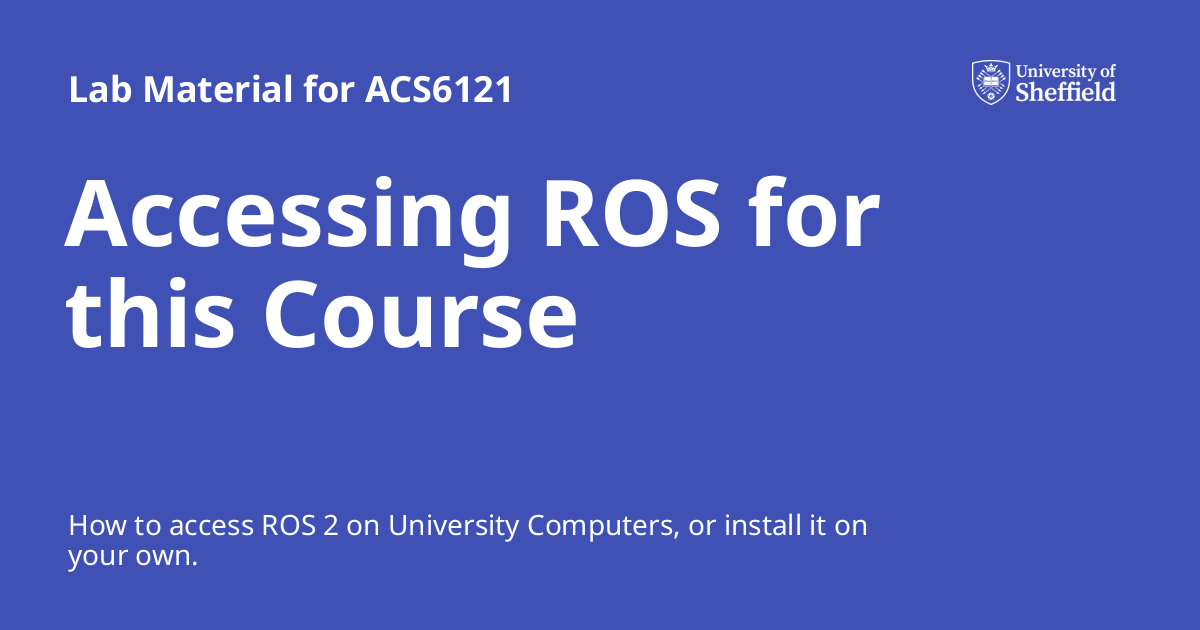 Lab Material for ACS6121
University of
Sheffield
Accessing ROS for
this Course
How to access ROS 2 on University Computers, or install it on
your own.